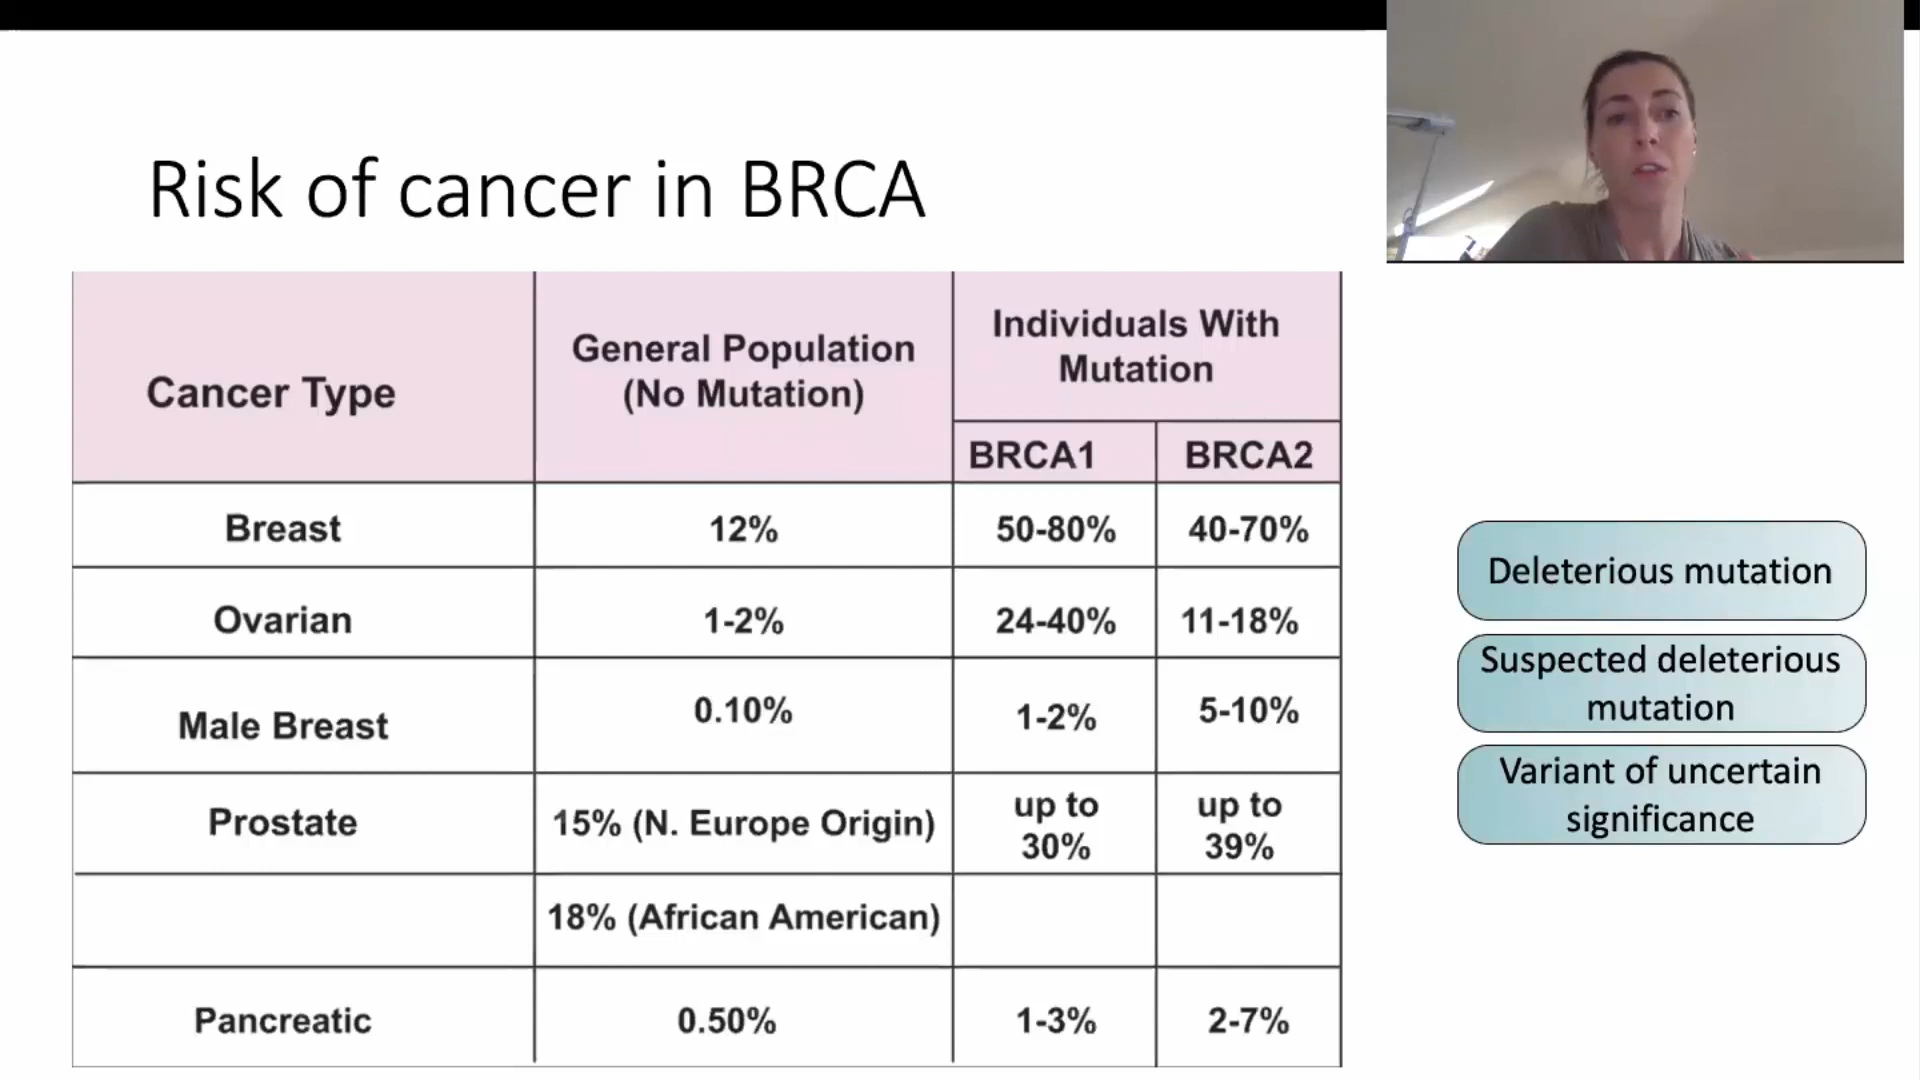 Risk of cancer in BRCA
Cancer Type
General Population
(No Mutation)
Individuals With
Mutation
BRCA1
BRCA2
Breast
12%
50-80%
40-70%
Ovarian
1-2%
24-40%
11-18%
Male Breast
0.10%
1-2%
5-10%
Prostate
15% (N. Europe Origin)
up to
30%
up to
39%
18% (African American)
Pancreatic
0.50%
1-3%
2-7%
Deleterious mutation
Suspected deleterious
mutation
Variant of uncertain
significance